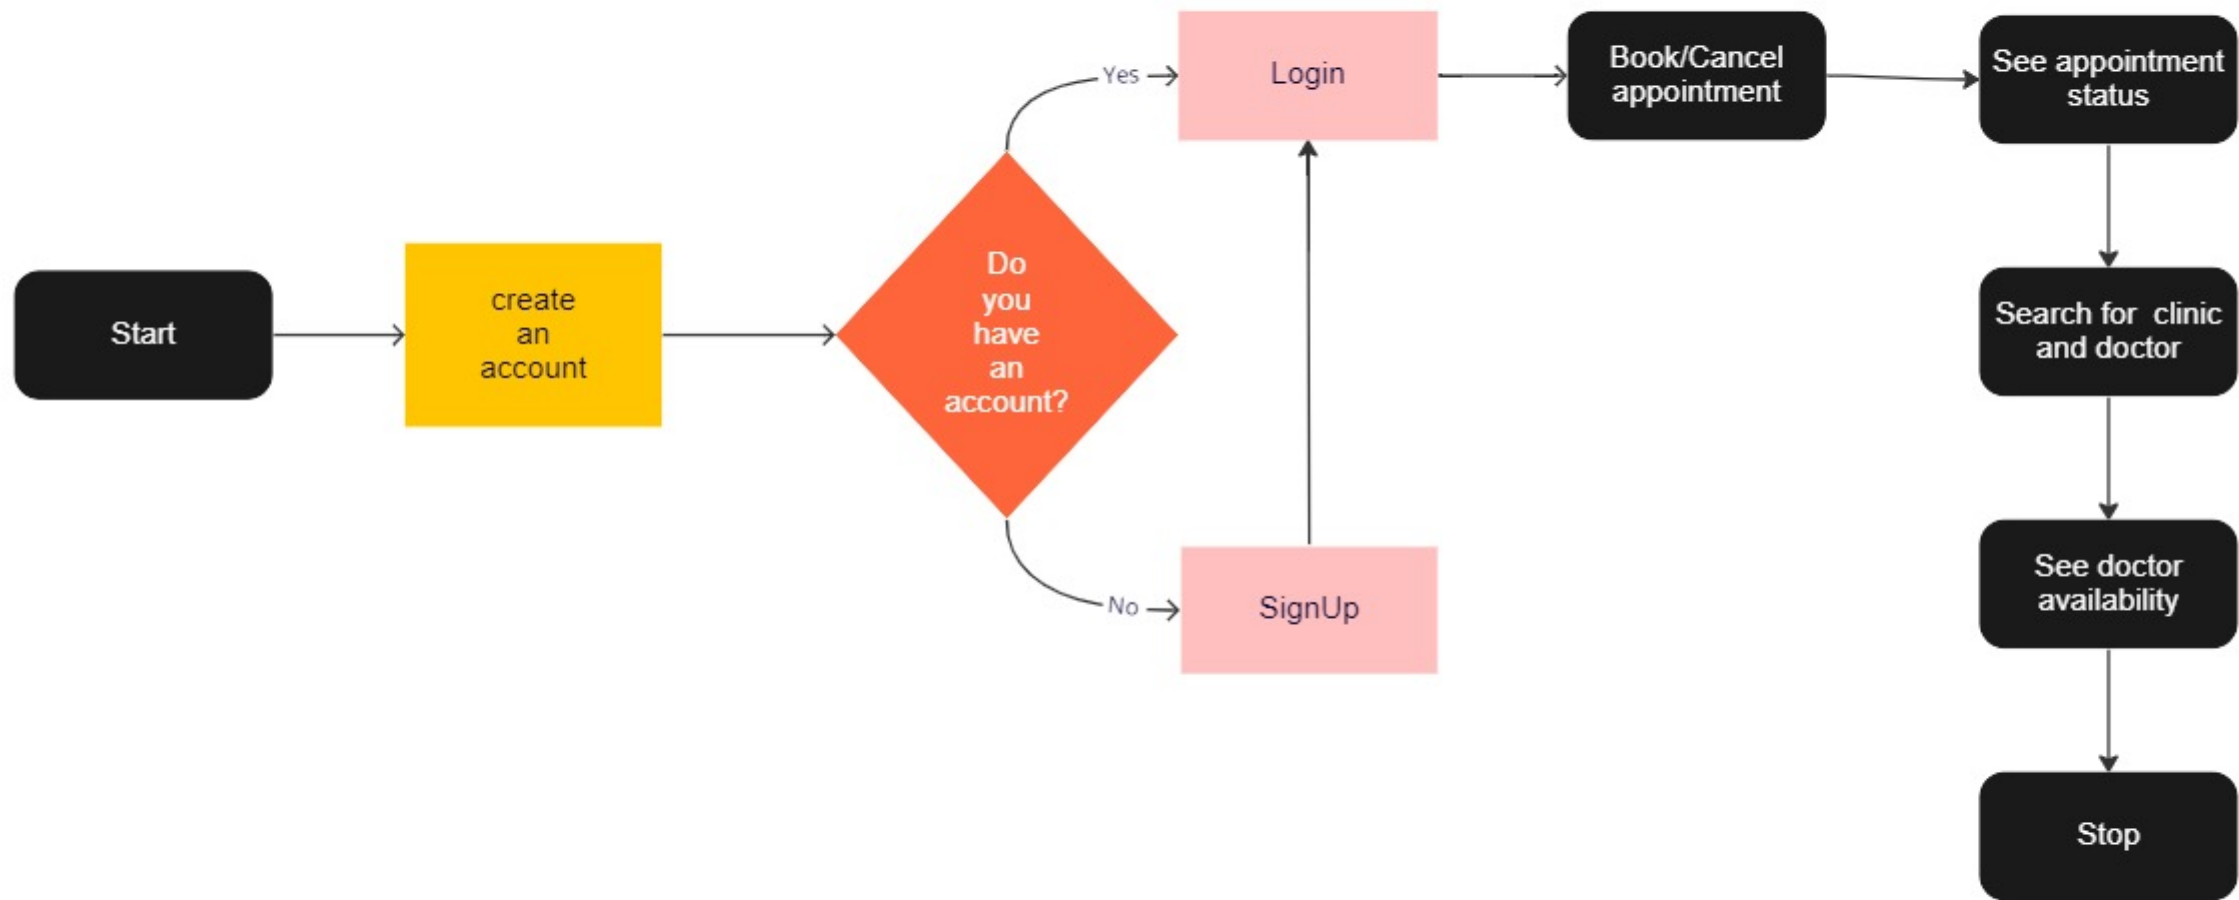 Start
create
an
account
Do
you
have
an
account?
Yes
No
Login
SignUp
Book/Cancel
appointment
See appointment
status
Search for  clinic
and doctor
See doctor
availability
Stop